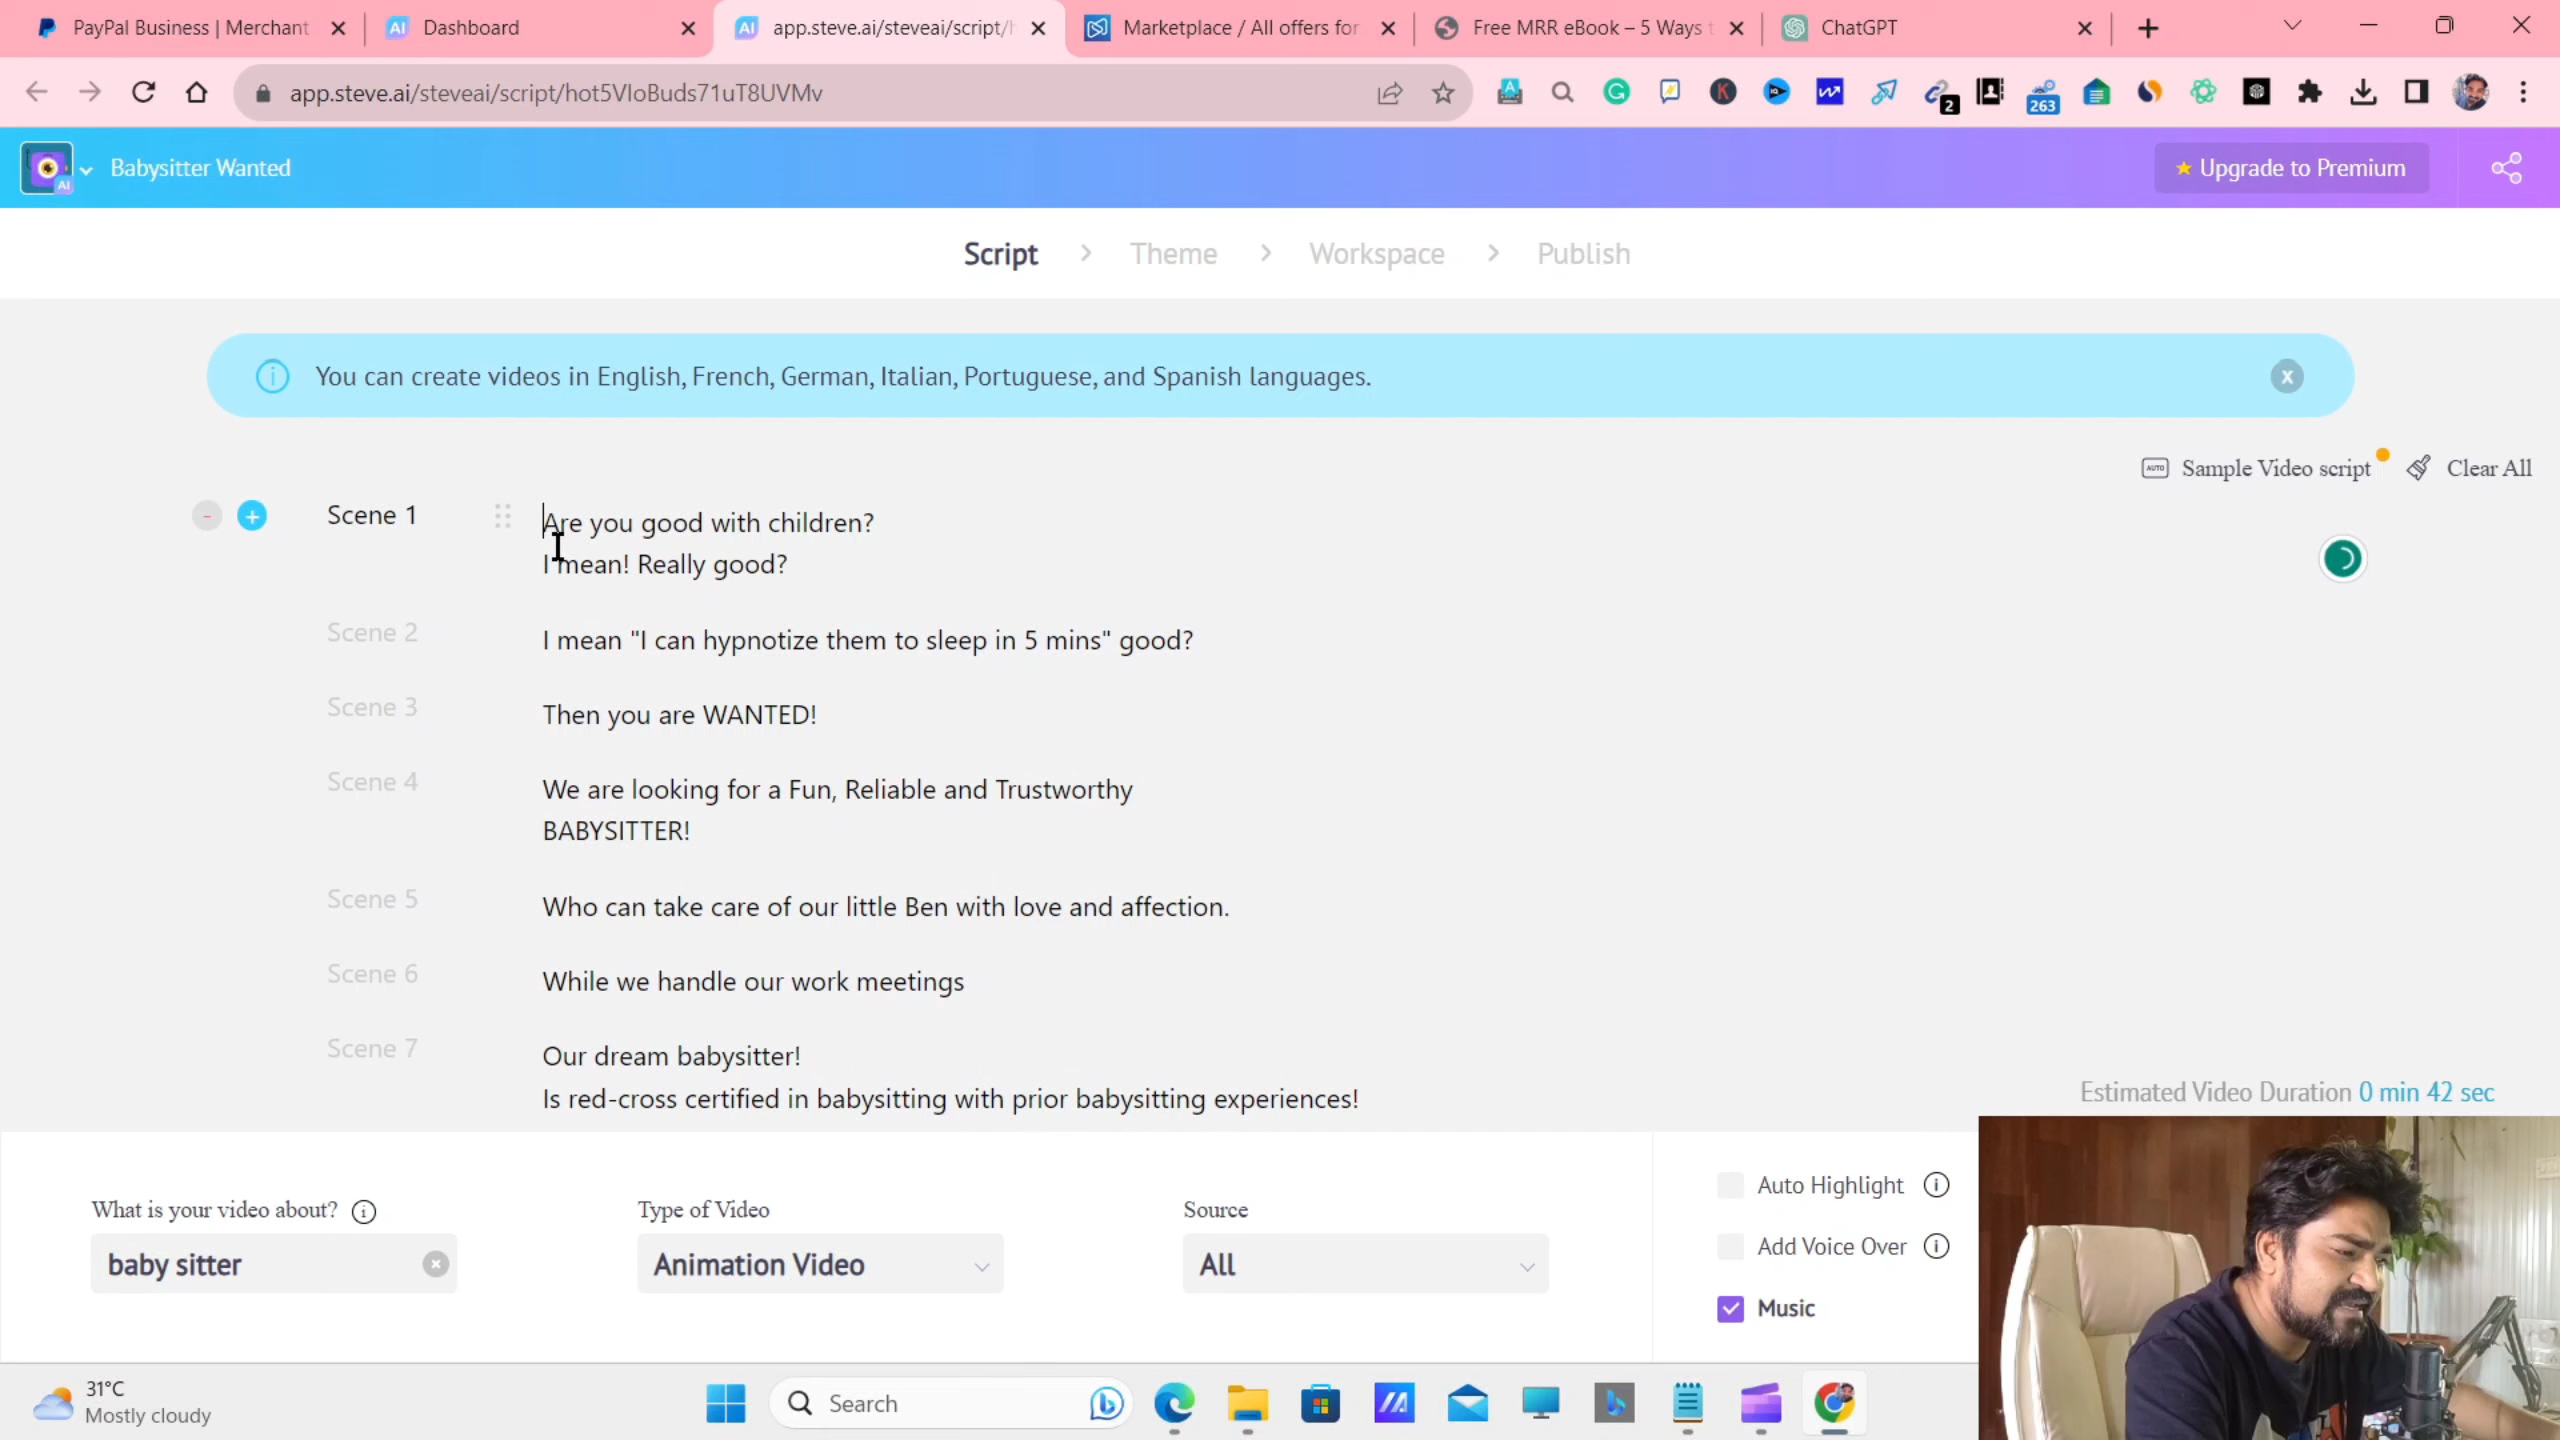 PayPal Business | Merchant
Dashboard
app.steve.ai/steveai/script/h
Marketplace / All offers for
Free MRR eBook – 5 Ways t
ChatGPT
app.steve.ai/steveai/script/hot5VIoBuds71uT8UVMv
2
263
AI
Babysitter Wanted
Upgrade to Premium
Script
Theme
Workspace
Publish
You can create videos in English, French, German, Italian, Portuguese, and Spanish languages.
AUTO
Sample Video script
Clear All
Scene 1
Are you good with children?
I mean! Really good?
Scene 2
I mean "I can hypnotize them to sleep in 5 mins" good?
Scene 3
Then you are WANTED!
Scene 4
We are looking for a Fun, Reliable and Trustworthy
BABYSITTER!
Scene 5
Who can take care of our little Ben with love and affection.
Scene 6
While we handle our work meetings
Scene 7
Our dream babysitter!
Is red-cross certified in babysitting with prior babysitting experiences!
Estimated Video Duration 0 min 42 sec
What is your video about?
baby sitter
Type of Video
Animation Video
Source
All
Auto Highlight
Add Voice Over
Music
31°C
Mostly cloudy
Search